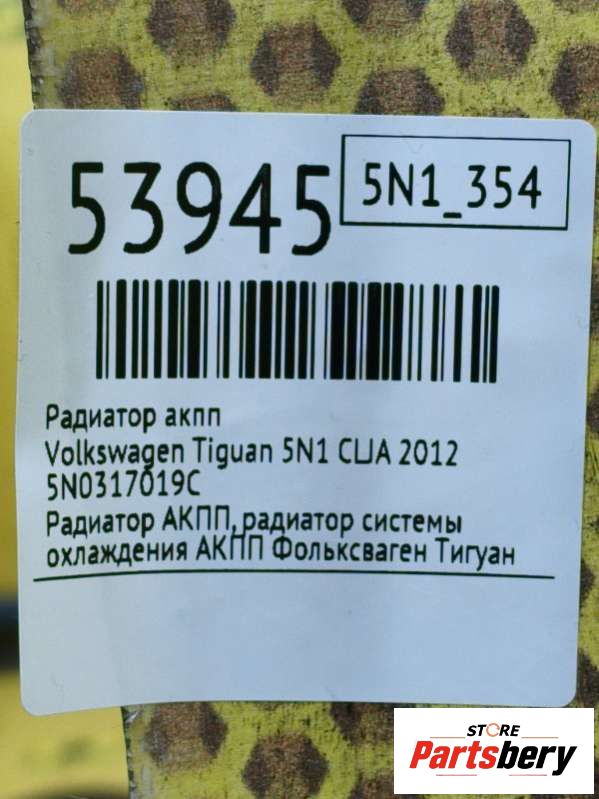 53945
5N1_354
Радиатор акпп
Volkswagen Tiguan 5N1 США 2012
5N0317019C
Радиатор АКПП, радиатор системы
охлаждения АКПП Фольксваген Тигуан
STORE
Partsbery